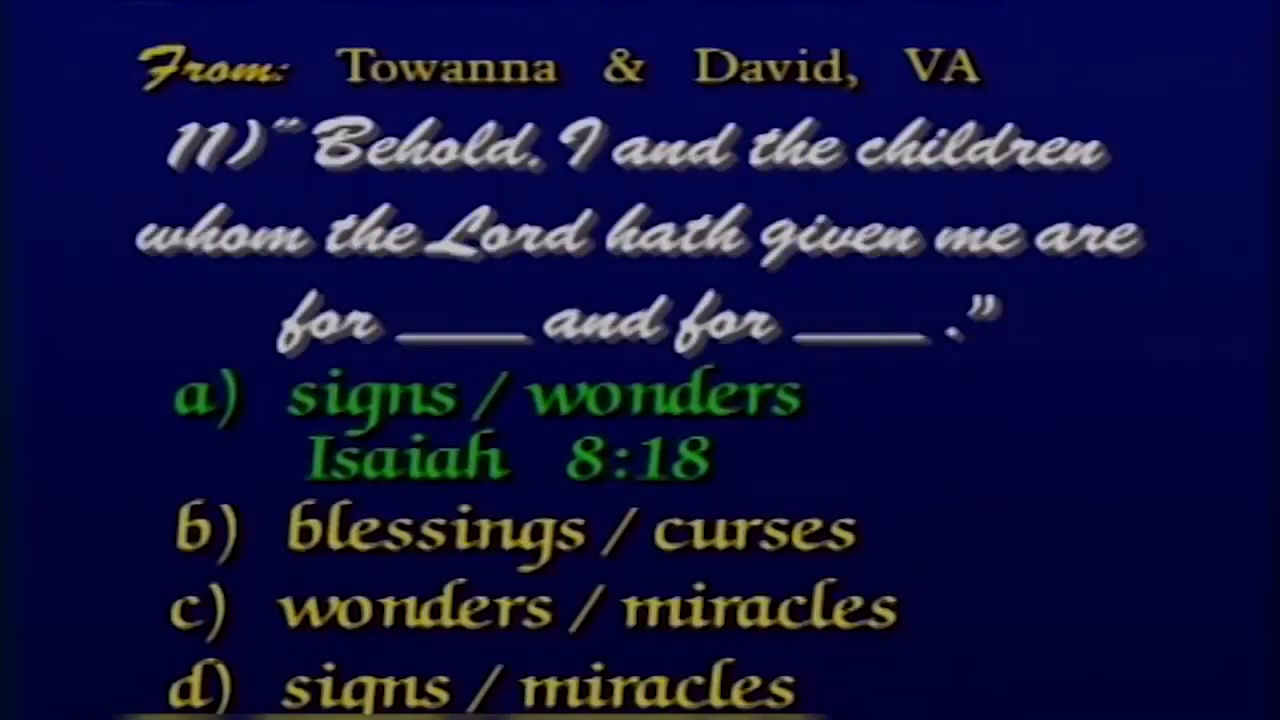 From: Towanna & David, VA
11)“Behold, I and the children
whom the Lord hath given me are
for ___ and for ___ .”
a) signs / wonders
Isaiah 8:18
b) blessings / curses
c) wonders / miracles
d) signs / miracles